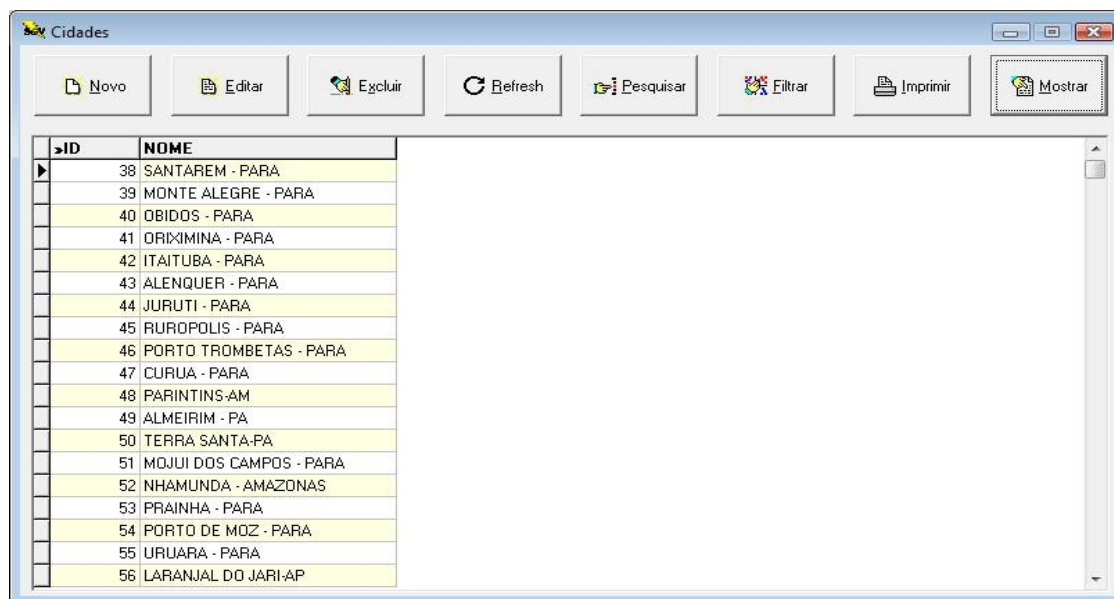 Cidades
Novo Editar Excluir Refresh Pesquisar Filtrar Imprimir Mostrar
ID NOME
38 SANTAREM - PARA
39 MONTE ALEGRE - PARA
40 OBIDOS - PARA
41 ORIXIMINA - PARA
42 ITAITUBA - PARA
43 ALENQUER - PARA
44 JURUTI - PARA
45 RUROPOLIS - PARA
46 PORTO TROMBETAS - PARA
47 CURUA - PARA
48 PARINTINS-AM
49 ALMEIRIM - PA
50 TERRA SANTA-PA
51 MOJUI DOS CAMPOS - PARA
52 NHAMUNDA - AMAZONAS
53 PRAINHA - PARA
54 PORTO DE MOZ - PARA
55 URUARA - PARA
56 LARANJAL DO JARI-AP